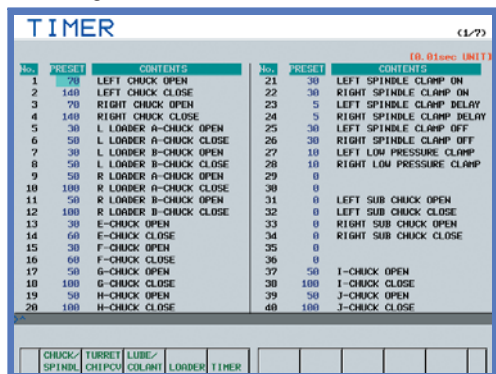 TIMER
(1/7)
[0.01sec UNIT]
No. PRESET CONTENTS
1 70 LEFT CHUCK OPEN
2 140 LEFT CHUCK CLOSE
3 70 RIGHT CHUCK OPEN
4 140 RIGHT CHUCK CLOSE
5 30 L LOADER A-CHUCK OPEN
6 50 L LOADER A-CHUCK CLOSE
7 30 L LOADER B-CHUCK OPEN
8 50 L LOADER B-CHUCK CLOSE
9 50 R LOADER A-CHUCK OPEN
10 100 R LOADER A-CHUCK CLOSE
11 50 R LOADER B-CHUCK OPEN
12 100 R LOADER B-CHUCK CLOSE
13 30 E-CHUCK OPEN
14 60 E-CHUCK CLOSE
15 30 F-CHUCK OPEN
16 60 F-CHUCK CLOSE
17 50 G-CHUCK OPEN
18 100 G-CHUCK CLOSE
19 50 H-CHUCK OPEN
20 100 H-CHUCK CLOSE
No. PRESET CONTENTS
21 30 LEFT SPINDLE CLAMP ON
22 30 RIGHT SPINDLE CLAMP ON
23 5 LEFT SPINDLE CLAMP DELAY
24 5 RIGHT SPINDLE CLAMP DELAY
25 30 LEFT SPINDLE CLAMP OFF
26 30 RIGHT SPINDLE CLAMP OFF
27 10 LEFT LOW PRESSURE CLAMP
28 10 RIGHT LOW PRESSURE CLAMP
29 0
30 0
31 0 LEFT SUB CHUCK OPEN
32 0 LEFT SUB CHUCK CLOSE
33 0 RIGHT SUB CHUCK OPEN
34 0 RIGHT SUB CHUCK CLOSE
35 0
36 0
37 50 I-CHUCK OPEN
38 100 I-CHUCK CLOSE
39 50 J-CHUCK OPEN
40 100 J-CHUCK CLOSE
>^
CHUCK/ TURRET LUBE/
SPINDL CHIPCV COLANT LOADER TIMER